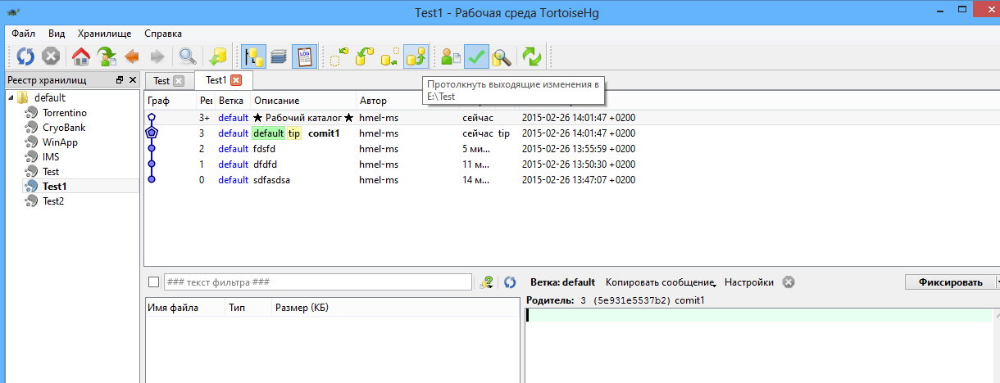 Test1 - Рабочая среда TortoiseHg
Файл Вид Хранилище Справка
LOG
Реестр хранилищ
default
Torrentino
CryoBank
WinApp
IMS
Test
Test1
Test2
Test Test1
Протолкнуть выходящие изменения в
E:\Test
Граф Рев Ветка Описание Автор
3+ default ★ Рабочий каталог ★ hmel-ms сейчас 2015-02-26 14:01:47 +0200
3 default default tip comit1 hmel-ms сейчас tip 2015-02-26 14:01:47 +0200
2 default fdsfd hmel-ms 5 ми... 2015-02-26 13:55:59 +0200
1 default dfdfd hmel-ms 11 м... 2015-02-26 13:50:30 +0200
0 default sdfasdsa hmel-ms 14 м... 2015-02-26 13:47:07 +0200
### текст фильтра ###
Имя файла Тип Размер (КБ)
Ветка: default Копировать сообщение Настройки Фиксировать
Родитель: 3 (5e931e5537b2) comit1